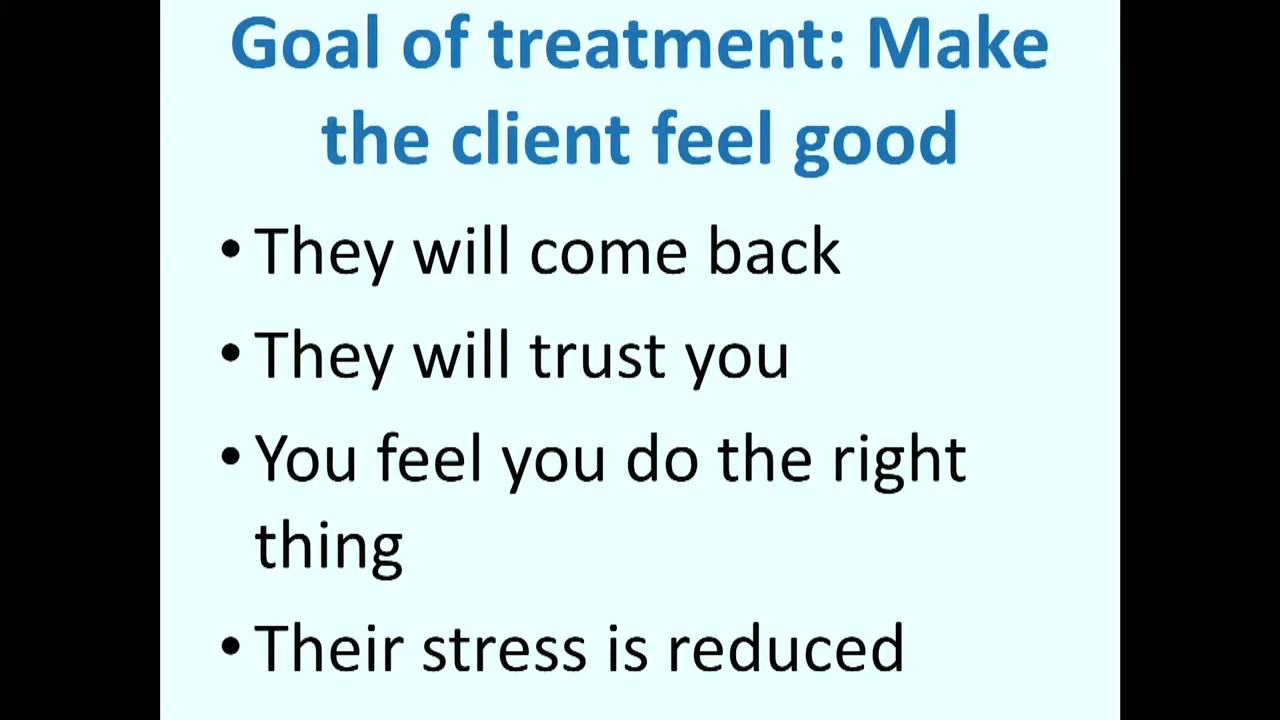 Goal of treatment: Make
the client feel good
• They will come back
• They will trust you
• You feel you do the right
thing
• Their stress is reduced